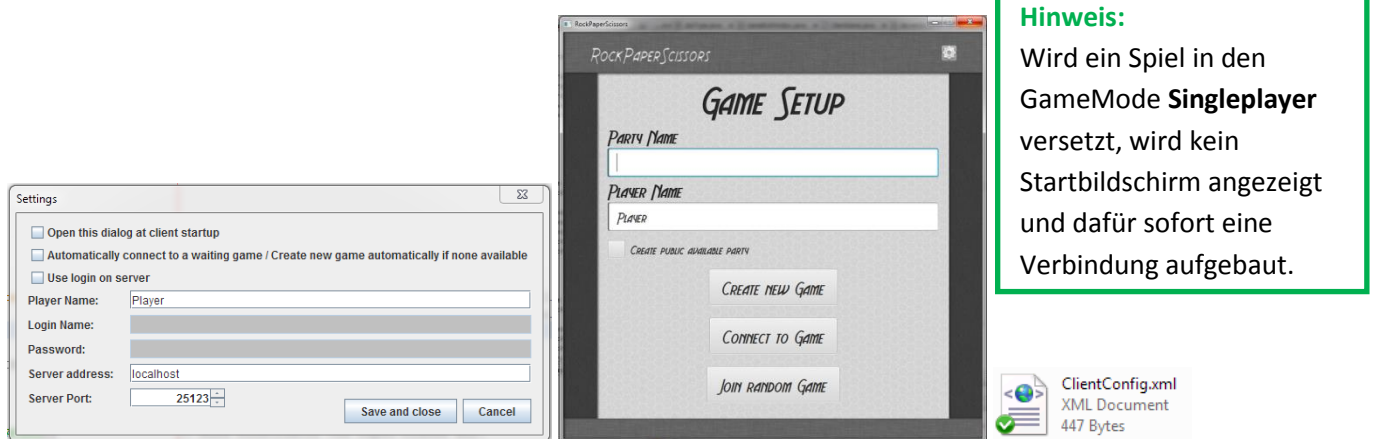 Settings
Open this dialog at client startup
Automatically connect to a waiting game / Create new game automatically if none available
Use login on server
Player Name:
Player
Login Name:
Password:
Server address:
localhost
Server Port:
25123
Save and close
Cancel
RockPaperScissors
RockPaperScissors
Game Setup
Party Name
Player Name
Player
Create public available party
Create new Game
Connect to Game
Join random Game
Hinweis:
Wird ein Spiel in den
GameMode Singleplayer
versetzt, wird kein
Startbildschirm angezeigt
und dafür sofort eine
Verbindung aufgebaut.
ClientConfig.xml
XML Document
447 Bytes